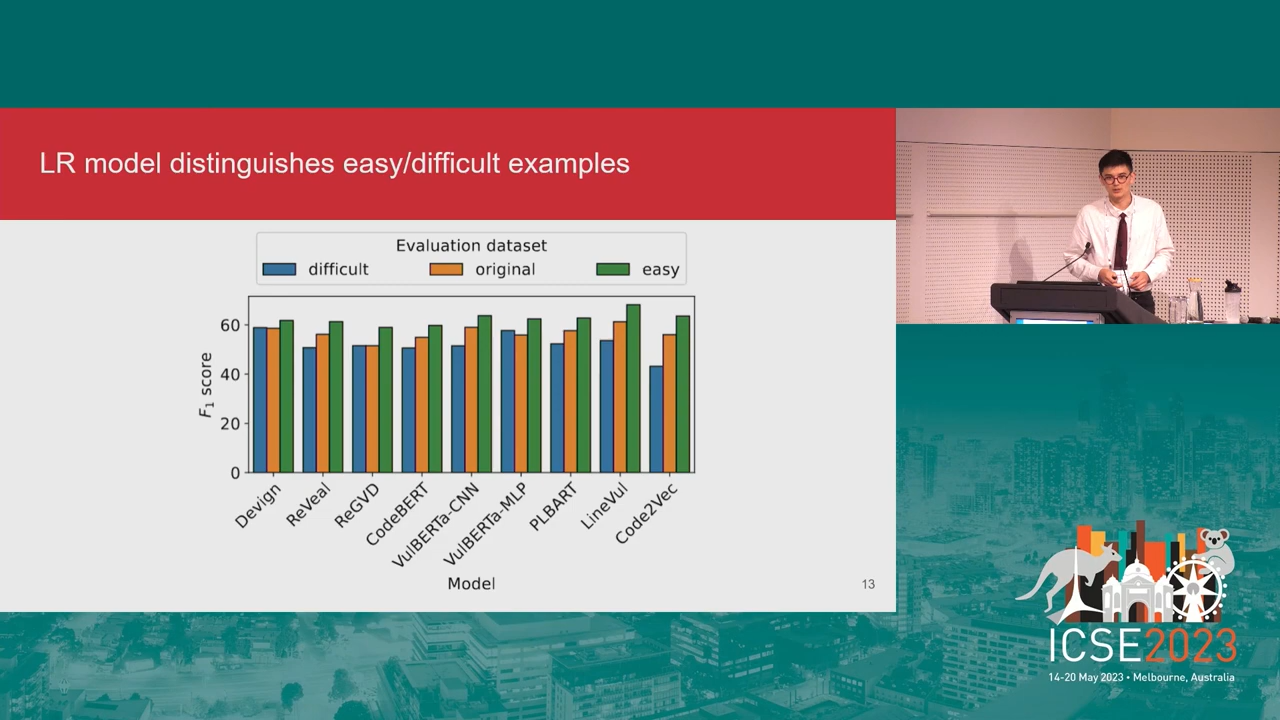 LR model distinguishes easy/difficult examples
Evaluation dataset
difficult original easy
F1 score
60
40
20
0
Devign ReVeal ReGVD CodeBERT VulBERTa-CNN VulBERTa-MLP PLBART LineVul Code2Vec
Model
13
ICSE2023
14-20 May 2023 • Melbourne, Australia